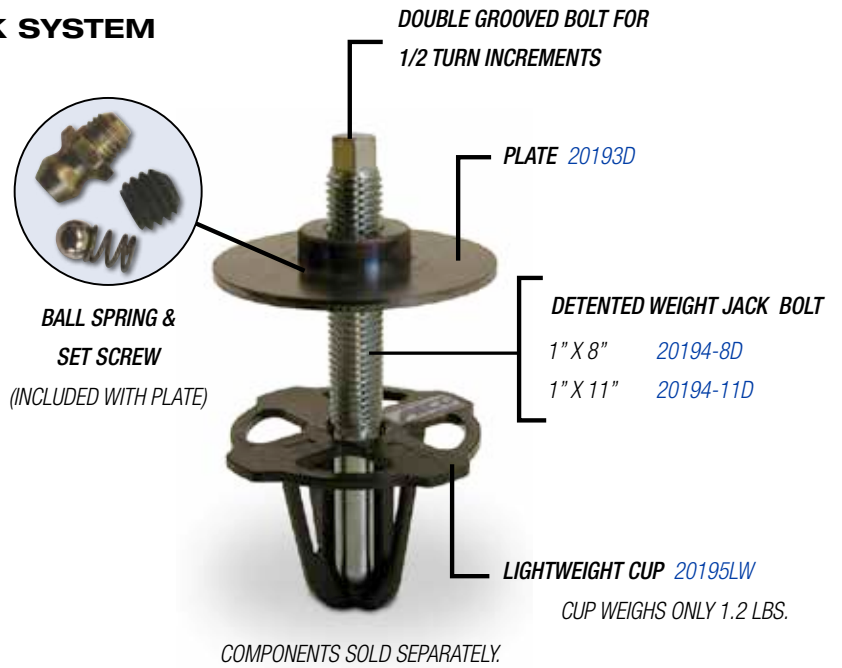 SYSTEM
DOUBLE GROOVED BOLT FOR
1/2 TURN INCREMENTS
PLATE 20193D
BALL SPRING &
SET SCREW
(INCLUDED WITH PLATE)
DETENTED WEIGHT JACK BOLT
1” X 8” 20194-8D
1” X 11” 20194-11D
LIGHTWEIGHT CUP 20195LW
CUP WEIGHS ONLY 1.2 LBS.
COMPONENTS SOLD SEPARATELY.